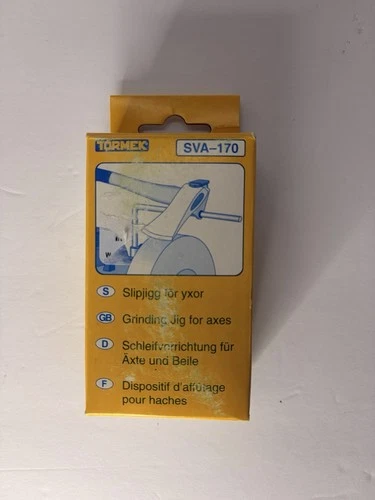 TORMEK
SVA–170
S Slipjigg för yxor
GB Grinding Jig for axes
D Schleifvorrichtung für
Äxte und Beile
F Dispositif d'affûtage
pour haches